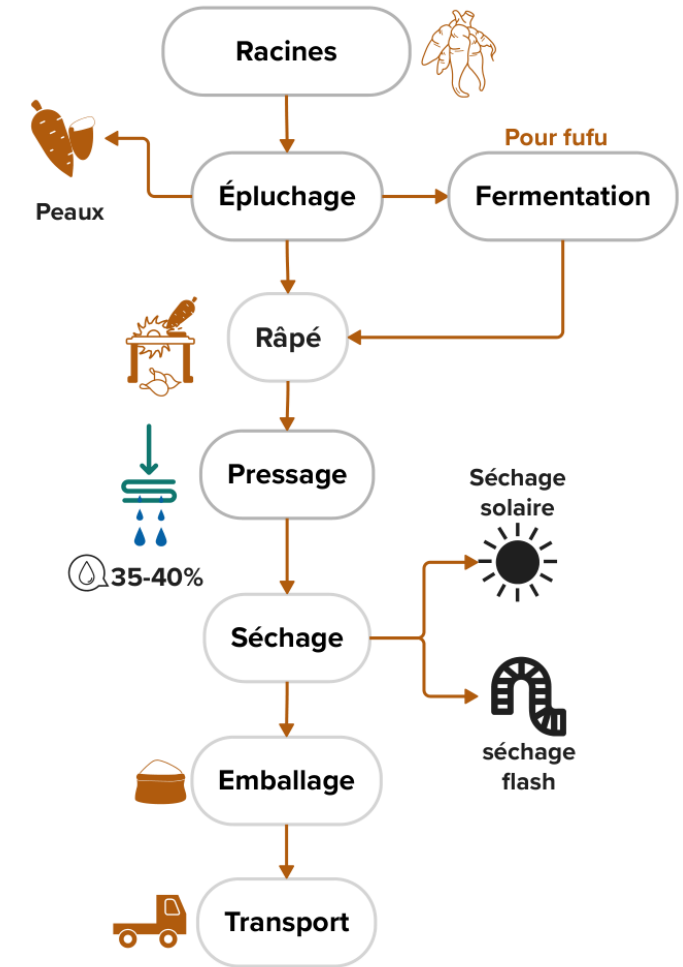 Racines
Pour fufu
Épluchage
Fermentation
Peaux
Râpé
Pressage
35-40%
Séchage
solaire
Séchage
séchage
flash
Emballage
Transport